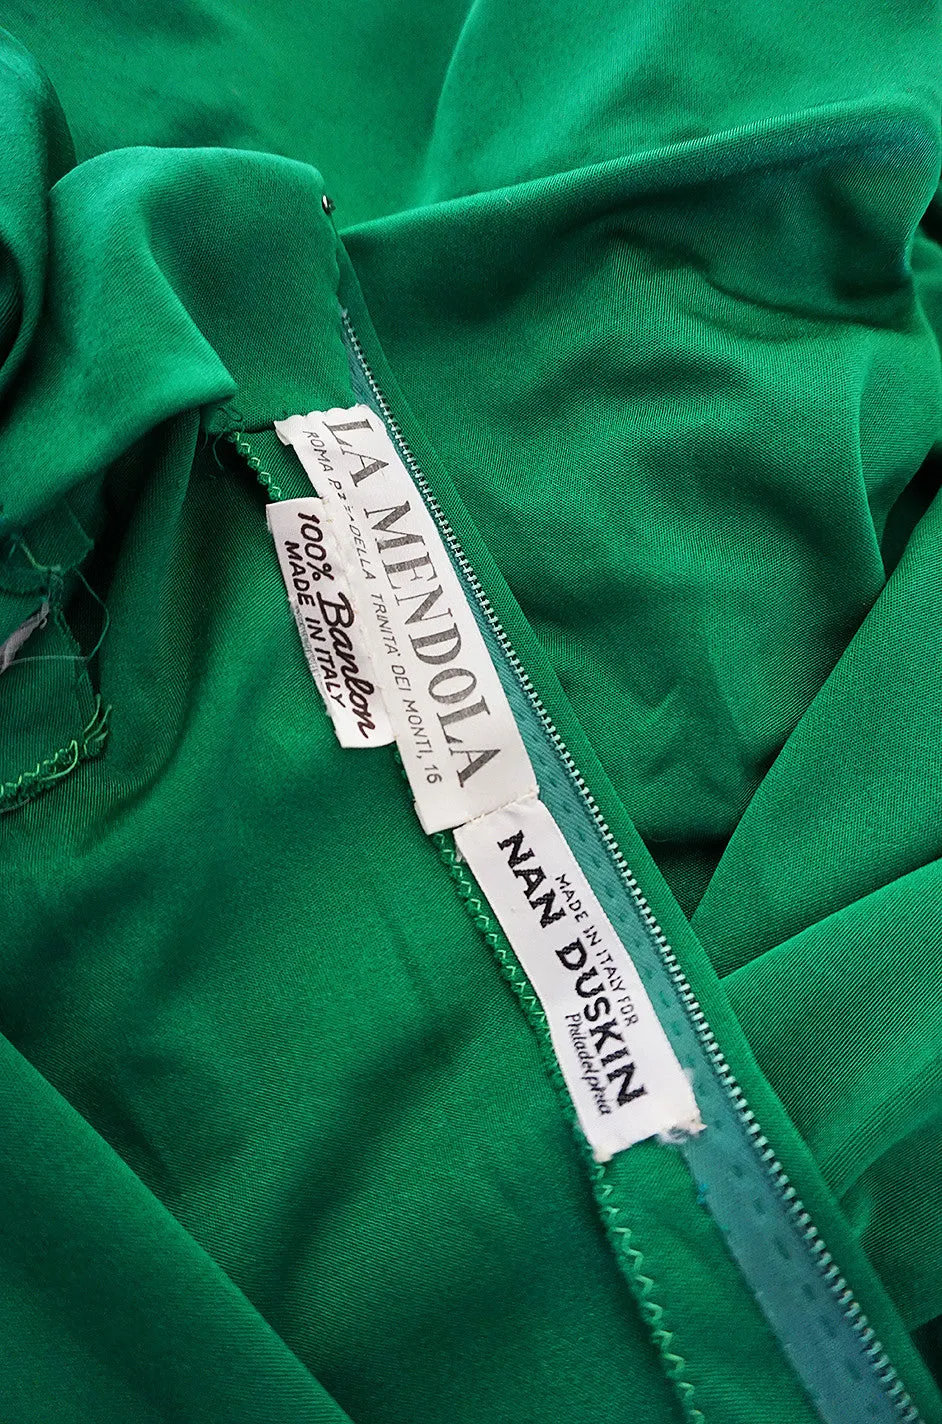 LA MENDOLA
ROMA P.ZZA DELLA TRINITA' DEI MONTI, 16
100% Banlon
MADE IN ITALY
MADE IN ITALY FOR
NAN DUSKIN
Philadelphia